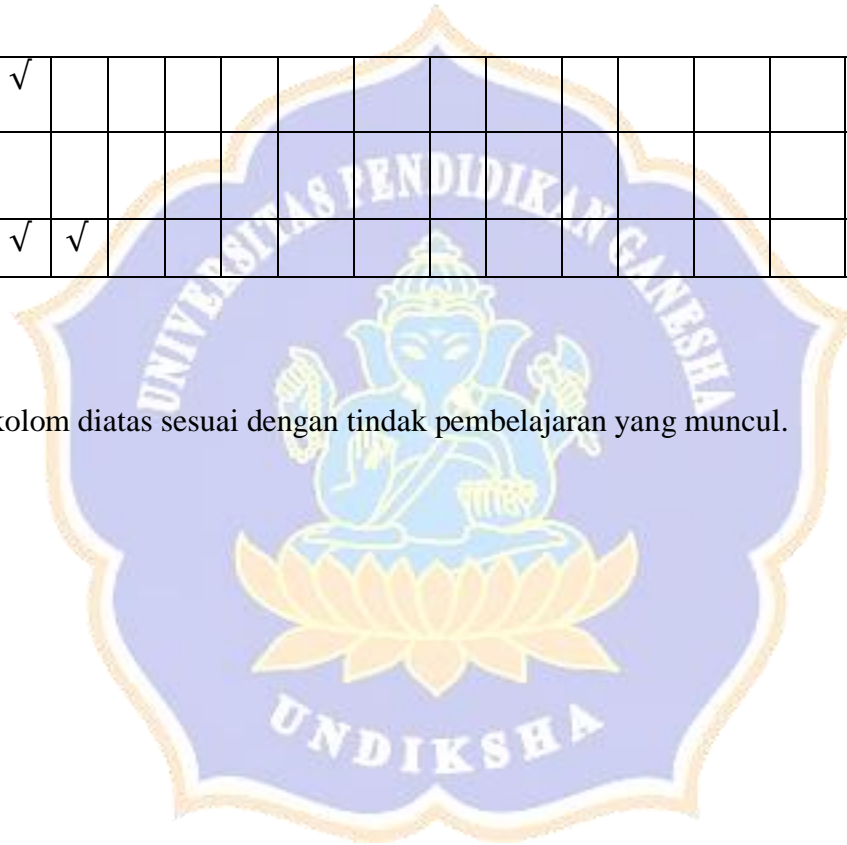 √
√ √
kolom diatas sesuai dengan tindak pembelajaran yang muncul.
UNIVERSITAS PENDIDIKAN GANESHA
UNDIKSHA